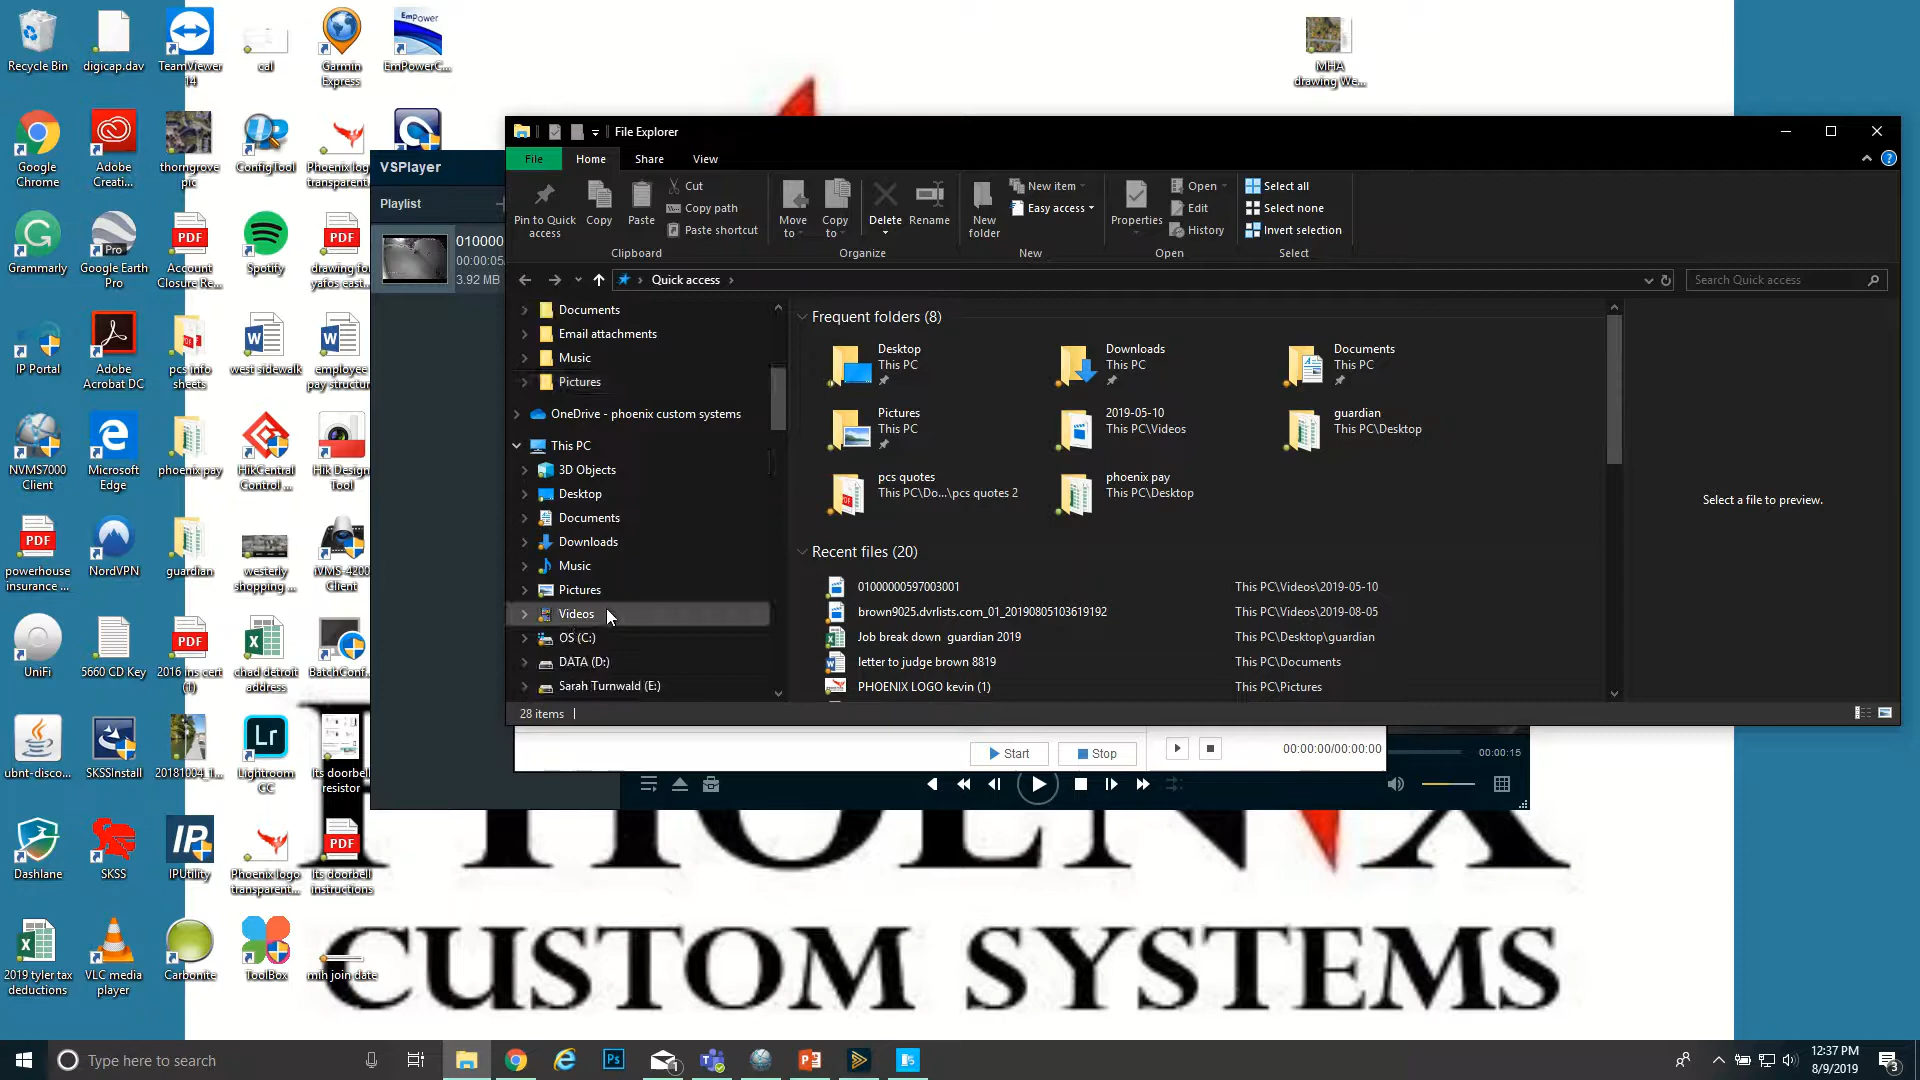 Recycle Bin
digicap.dav
TeamViewer
14
cal
Garmin
Express
EmPowerC...
MHA
drawing We...
Google
Chrome
Adobe
Creati...
thorngrove
pic
ConfigTool
Phoenix logo
transparent...
Grammarly
Google Earth
Pro
Account
Closure Re...
Spotify
drawing for
yafos east...
IP Portal
Adobe
Acrobat DC
pcs info
sheets
west sidewalk
employee
pay structur...
NVMS7000
Client
Microsoft
Edge
phoenix pay
HikCentral
Control ...
Hik Design
Tool
powerhouse
insurance ...
NordVPN
guardian
westerly
shopping ...
iVMS-4200
Client
UniFi
5660 CD Key
2016 ins cert
(1)
chad detroit
address
BatchConf...
ubnt-disco...
SKSSInstall
20181004_1...
Lightroom
CC
lts doorbell
resistor
Dashlane
SKSS
IPUtility
Phoenix logo
transparent...
lts doorbell
instructions
2019 tyler tax
deductions
VLC media
player
Carbonite
ToolBox
mih join date
VSPlayer
Playlist
010000
00:00:05
3.92 MB
File Explorer
File
Home
Share
View
Pin to Quick
access
Copy
Paste
Cut
Copy path
Paste shortcut
Clipboard
Move
to
Copy
to
Delete
Rename
Organize
New
folder
New item
Easy access
New
Properties
Open
Edit
History
Open
Select all
Select none
Invert selection
Select
Quick access
Search Quick access
Documents
Email attachments
Music
Pictures
OneDrive - phoenix custom systems
This PC
3D Objects
Desktop
Documents
Downloads
Music
Pictures
Videos
OS (C:)
DATA (D:)
Sarah Turnwald (E:)
Frequent folders (8)
Desktop
This PC
Downloads
This PC
Documents
This PC
Pictures
This PC
2019-05-10
This PC\Videos
guardian
This PC\Desktop
pcs quotes
This PC\Do...\pcs quotes 2
phoenix pay
This PC\Desktop
Recent files (20)
01000000597003001
This PC\Videos\2019-05-10
brown9025.dvrlists.com_01_20190805103619192
This PC\Videos\2019-08-05
Job break down  guardian 2019
This PC\Desktop\guardian
letter to judge brown 8819
This PC\Documents
PHOENIX LOGO kevin (1)
This PC\Pictures
Select a file to preview.
28 items
Start
Stop
00:00:00/00:00:00
00:00:15
PHOENIX
CUSTOM SYSTEMS
Type here to search
12:37 PM
8/9/2019